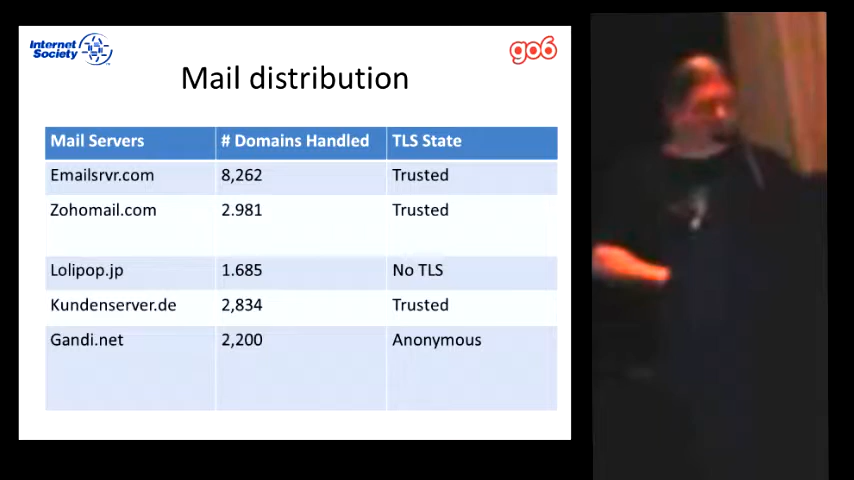 Internet
Society
go6
Mail distribution
Mail Servers # Domains Handled TLS State
Emailsrvr.com 8,262 Trusted
Zohomail.com 2.981 Trusted
Lolipop.jp 1.685 No TLS
Kundenserver.de 2,834 Trusted
Gandi.net 2,200 Anonymous